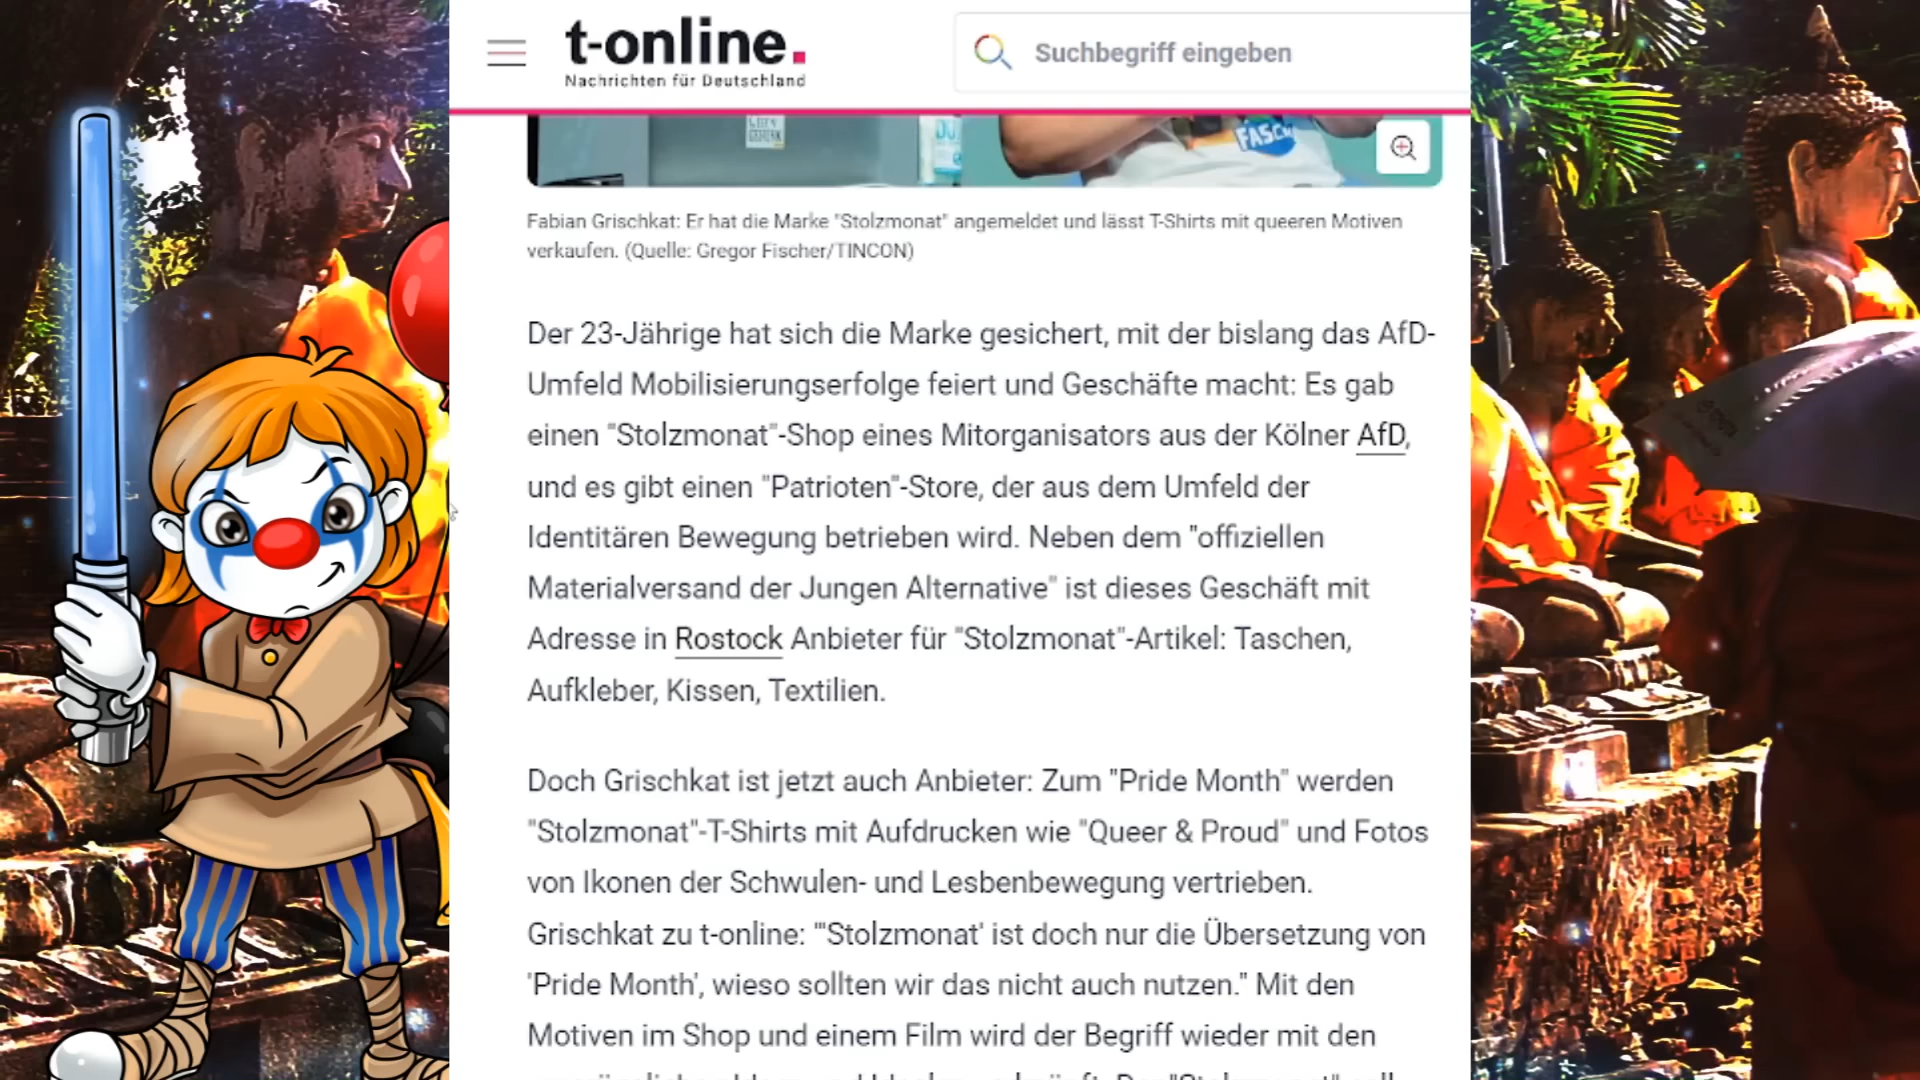 t-online.
Nachrichten für Deutschland
Suchbegriff eingeben
FASCH
Fabian Grischkat: Er hat die Marke "Stolzmonat" angemeldet und lässt T-Shirts mit queeren Motiven
verkaufen. (Quelle: Gregor Fischer/TINCON)
Der 23-Jährige hat sich die Marke gesichert, mit der bislang das AfD-
Umfeld Mobilisierungserfolge feiert und Geschäfte macht: Es gab
einen "Stolzmonat"-Shop eines Mitorganisators aus der Kölner AfD,
und es gibt einen "Patrioten"-Store, der aus dem Umfeld der
Identitären Bewegung betrieben wird. Neben dem "offiziellen
Materialversand der Jungen Alternative" ist dieses Geschäft mit
Adresse in Rostock Anbieter für "Stolzmonat"-Artikel: Taschen,
Aufkleber, Kissen, Textilien.
Doch Grischkat ist jetzt auch Anbieter: Zum "Pride Month" werden
"Stolzmonat"-T-Shirts mit Aufdrucken wie "Queer & Proud" und Fotos
von Ikonen der Schwulen- und Lesbenbewegung vertrieben.
Grischkat zu t-online: "'Stolzmonat' ist doch nur die Übersetzung von
'Pride Month', wieso sollten wir das nicht auch nutzen." Mit den
Motiven im Shop und einem Film wird der Begriff wieder mit den